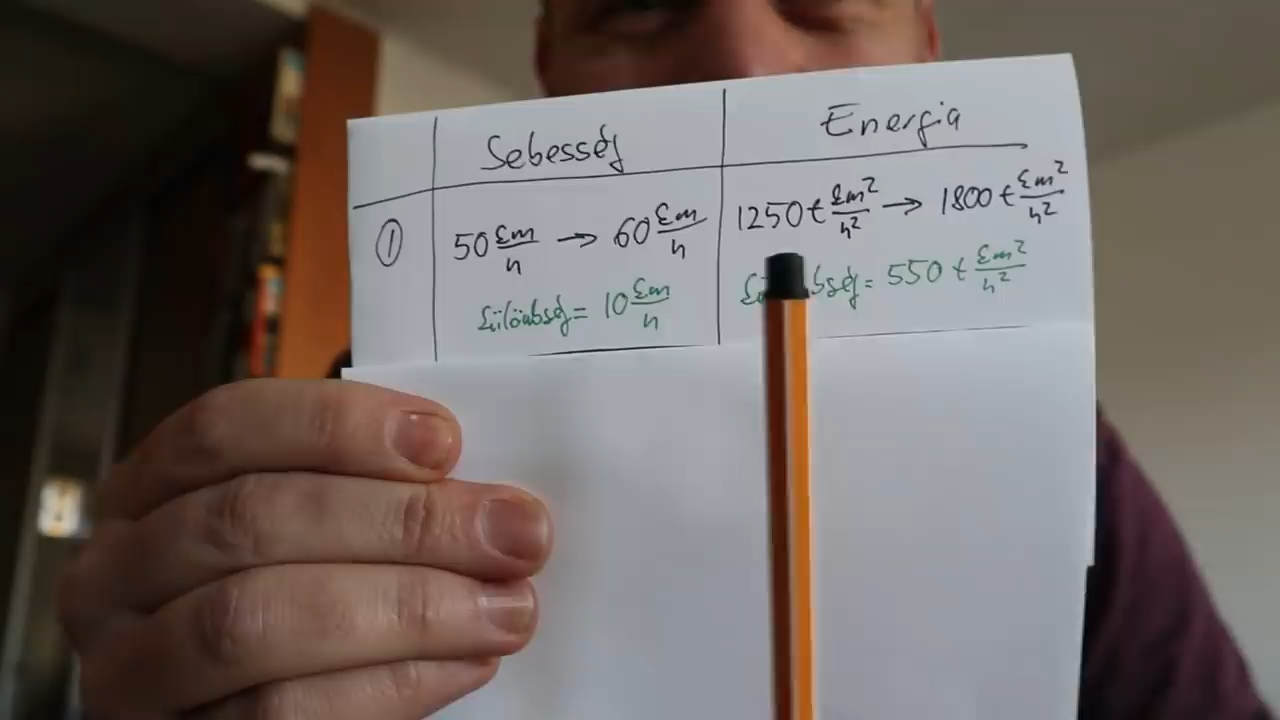 Sebesség Energia
① 50 km/h → 60 km/h 1250 t km²/h² → 1800 t km²/h²
különbség = 10 km/h = 550 t km²/h²